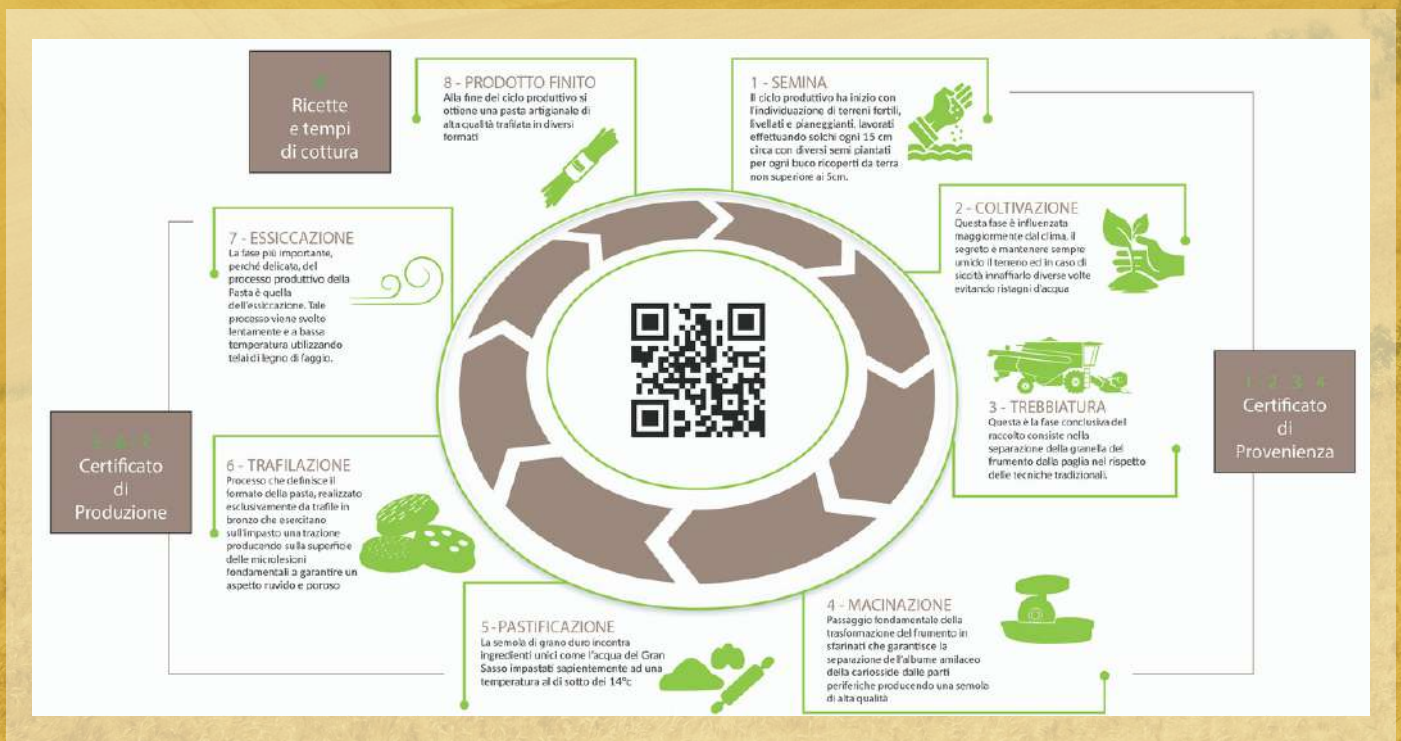 8
Ricette
e tempi
di cottura
8 - PRODOTTO FINITO
Alla fine del ciclo produttivo si
ottiene una pasta artigianale di
alta qualità trafilata in diversi
formati
1 - SEMINA
Il ciclo produttivo ha inizio con
l'individuazione di terreni fertili,
livellati e pianeggianti, lavorati
effettuando solchi ogni 15 cm
circa con diversi semi piantati
per ogni buco ricoperti da terra
non superiore ai 5cm.
2 - COLTIVAZIONE
Questa fase è influenzata
maggiormente dal clima, il
segreto è mantenere sempre
umido il terreno ed in caso di
siccità innaffiarlo diverse volte
evitando ristagni d'acqua
3 - TREBBIATURA
Questa è la fase conclusiva del
raccolto consiste nella
separazione della granella del
frumento dalla paglia nel rispetto
delle tecniche tradizionali.
1 2 3 4
Certificato
di
Provenienza
4 - MACINAZIONE
Passaggio fondamentale della
trasformazione del frumento in
sfarinati che garantisce la
separazione dell'albume amilaceo
della cariosside dalle parti
periferiche producendo una semola
di alta qualità
5 -PASTIFICAZIONE
La semola di grano duro incontra
ingredienti unici come l'acqua del Gran
Sasso impastati sapientemente ad una
temperatura al di sotto dei 14°c
6 - TRAFILAZIONE
Processo che definisce il
formato della pasta, realizzato
esclusivamente da trafile in
bronzo che esercitano
sull'impasto una trazione
producendo sulla superficie
delle microlesioni
fondamentali a garantire un
aspetto ruvido e poroso
Certificato
di
Produzione
7 - ESSICCAZIONE
La fase più importante,
perché delicata, del
processo produttivo della
Pasta è quella
dell'essiccazione. Tale
processo viene svolto
lentamente e a bassa
temperatura utilizzando
telai di legno di faggio.